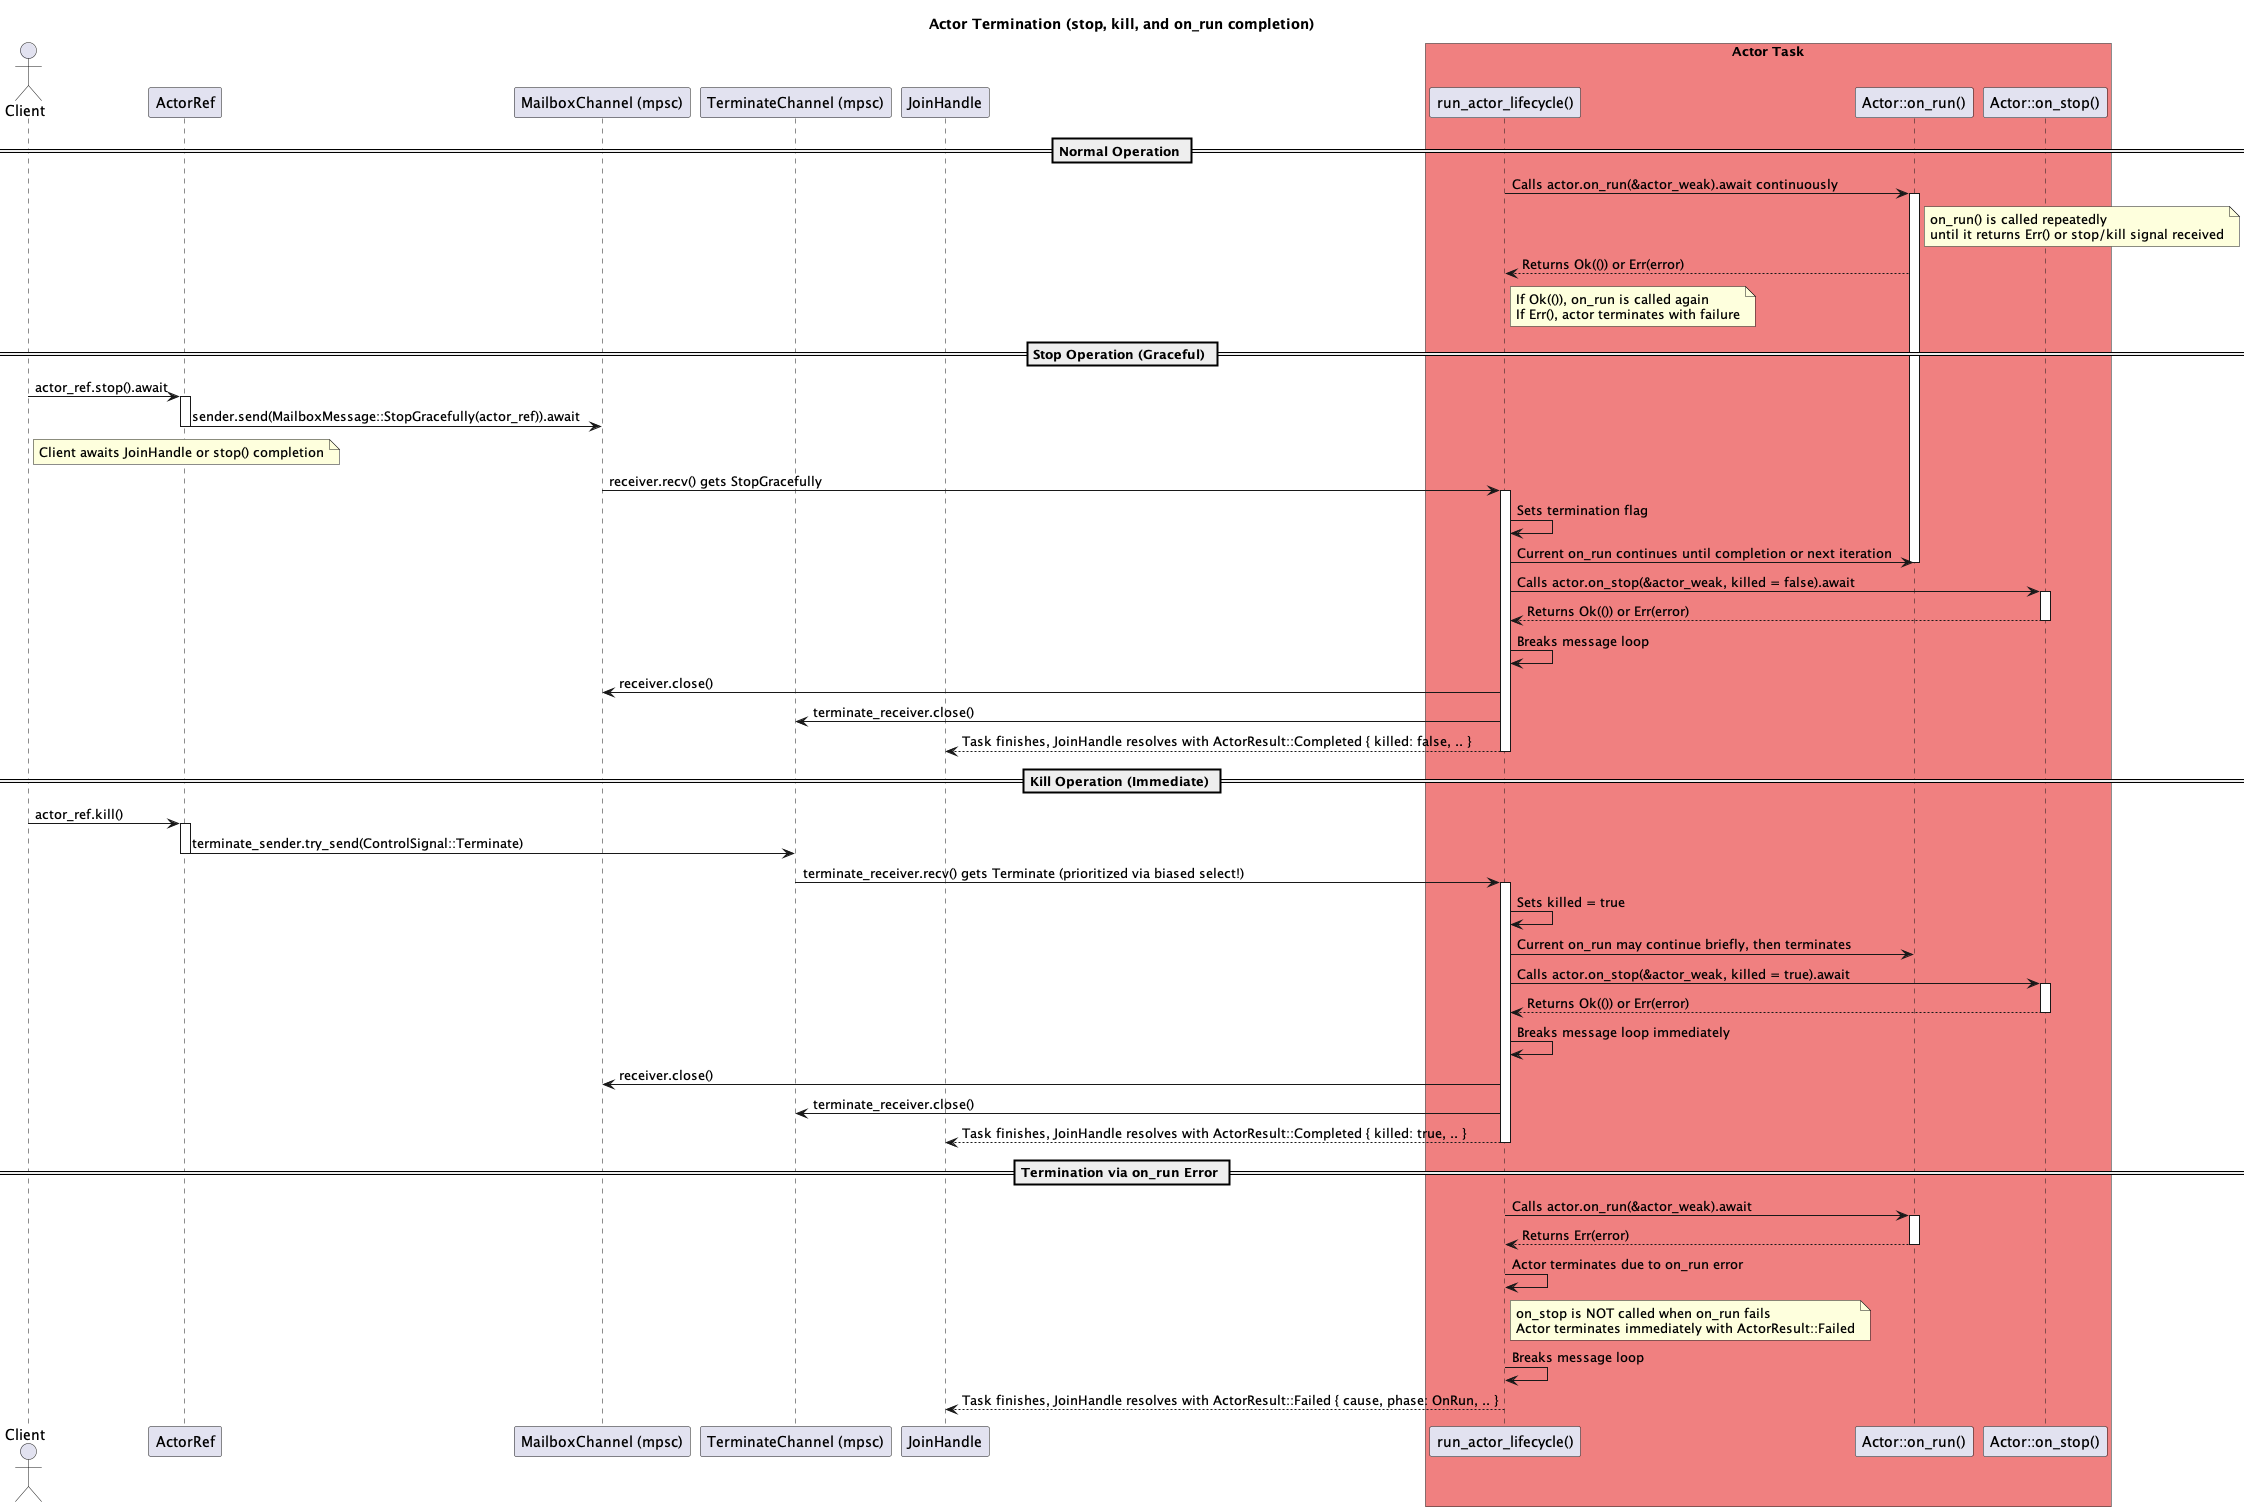 Actor Termination (stop, kill, and on_run completion)
Actor Task
Client
ActorRef
MailboxChannel (mpsc)
TerminateChannel (mpsc)
JoinHandle
run_actor_lifecycle()
Actor::on_run()
Actor::on_stop()
Normal Operation
Calls actor.on_run(&actor_weak).await continuously
on_run() is called repeatedly
until it returns Err() or stop/kill signal received
Returns Ok(()) or Err(error)
If Ok(()), on_run is called again
If Err(), actor terminates with failure
Stop Operation (Graceful)
actor_ref.stop().await
sender.send(MailboxMessage::StopGracefully(actor_ref)).await
Client awaits JoinHandle or stop() completion
receiver.recv() gets StopGracefully
Sets termination flag
Current on_run continues until completion or next iteration
Calls actor.on_stop(&actor_weak, killed = false).await
Returns Ok(()) or Err(error)
Breaks message loop
receiver.close()
terminate_receiver.close()
Task finishes, JoinHandle resolves with ActorResult::Completed { killed: false, .. }
Kill Operation (Immediate)
actor_ref.kill()
terminate_sender.try_send(ControlSignal::Terminate)
terminate_receiver.recv() gets Terminate (prioritized via biased select!)
Sets killed = true
Current on_run may continue briefly, then terminates
Calls actor.on_stop(&actor_weak, killed = true).await
Returns Ok(()) or Err(error)
Breaks message loop immediately
receiver.close()
terminate_receiver.close()
Task finishes, JoinHandle resolves with ActorResult::Completed { killed: true, .. }
Termination via on_run Error
Calls actor.on_run(&actor_weak).await
Returns Err(error)
Actor terminates due to on_run error
on_stop is NOT called when on_run fails
Actor terminates immediately with ActorResult::Failed
Breaks message loop
Task finishes, JoinHandle resolves with ActorResult::Failed { cause, phase: OnRun, .. }
Client
ActorRef
MailboxChannel (mpsc)
TerminateChannel (mpsc)
JoinHandle
run_actor_lifecycle()
Actor::on_run()
Actor::on_stop()